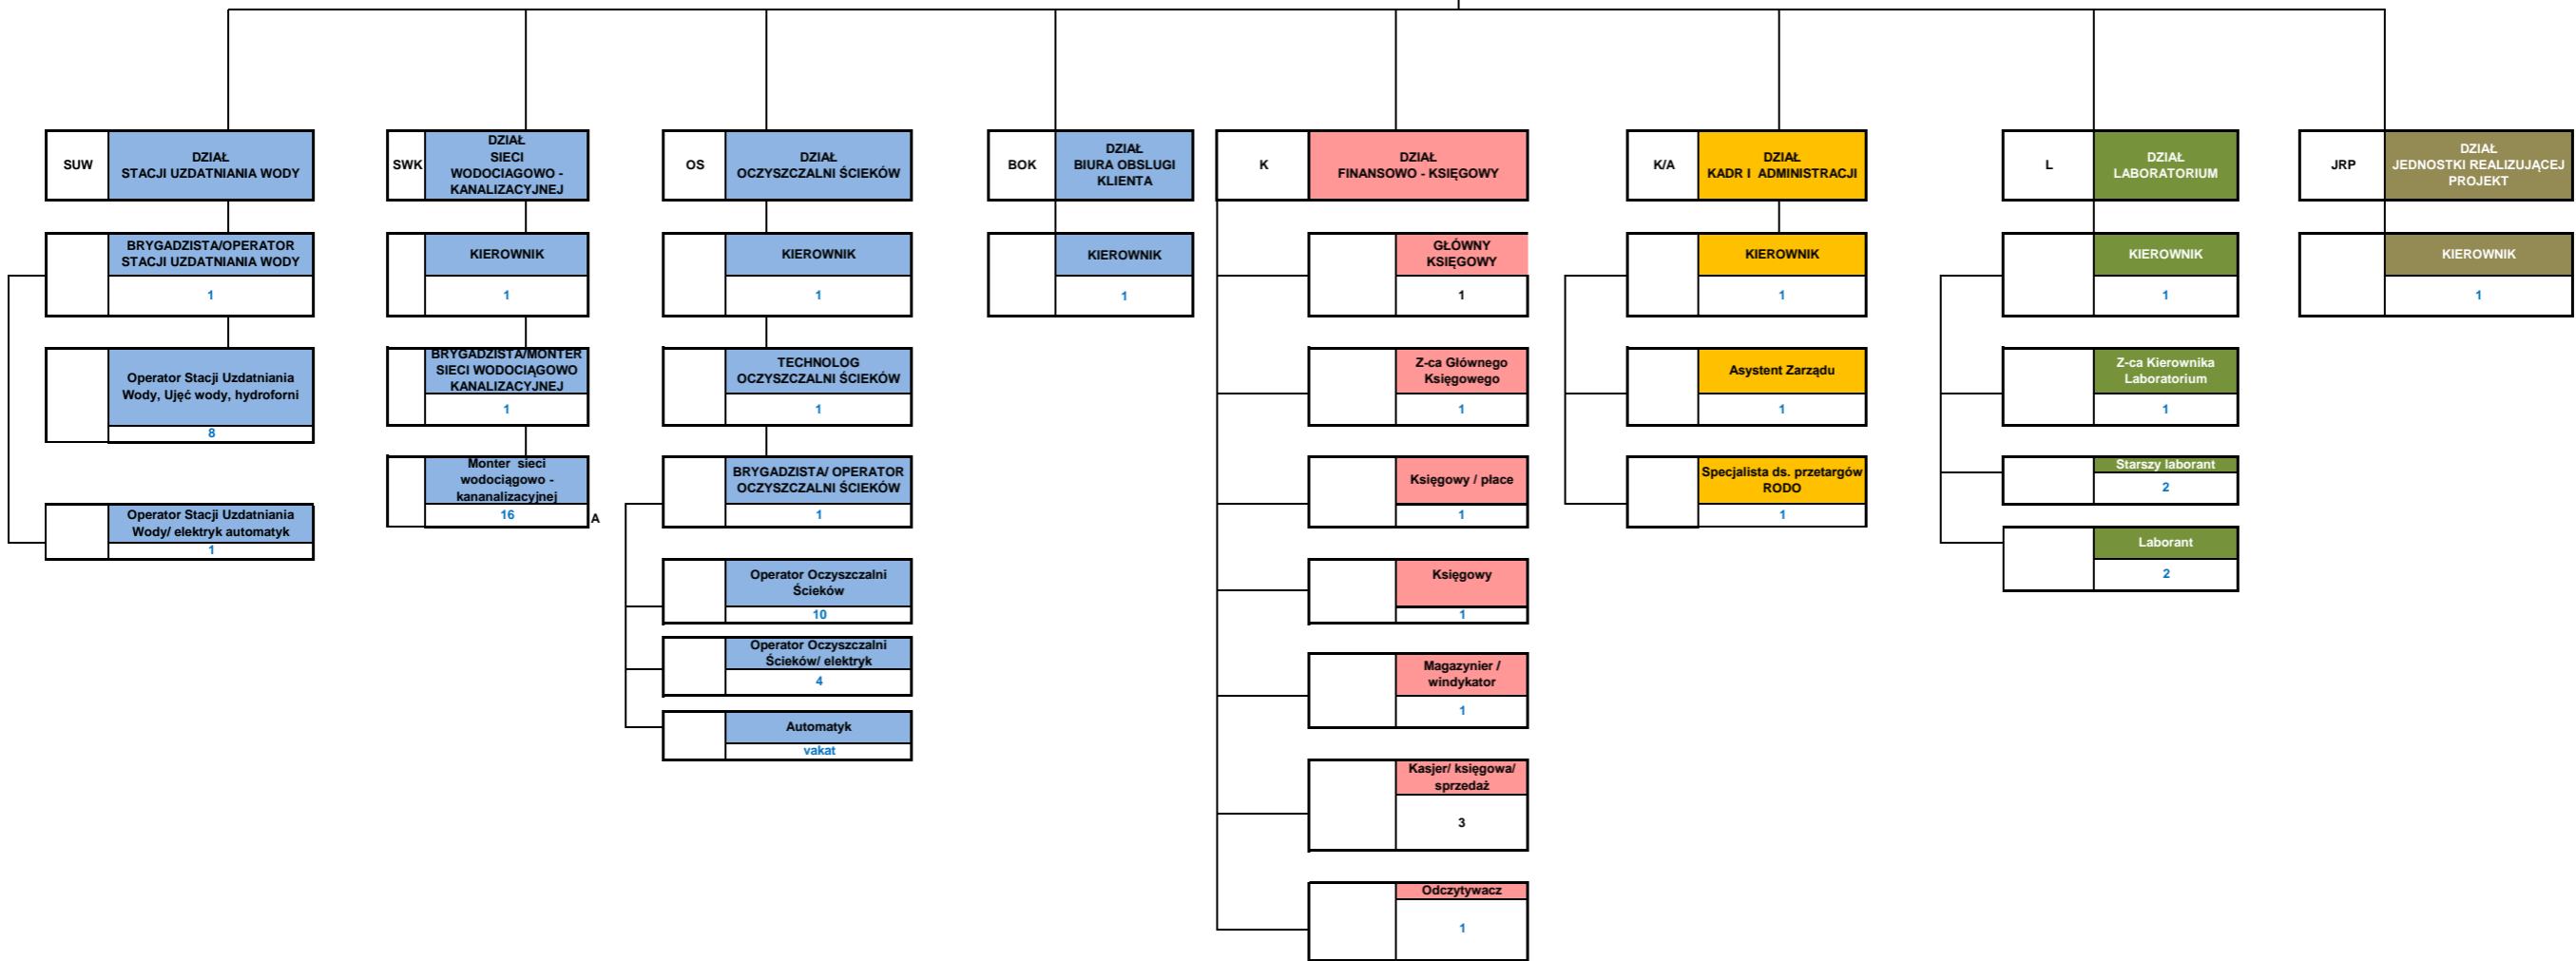 SUW
DZIAŁ
STACJI UZDATNIANIA WODY
BRYGADZISTA/OPERATOR
STACJI UZDATNIANIA WODY
1
Operator Stacji Uzdatniania
Wody, Ujęć wody, hydroforni
8
Operator Stacji Uzdatniania
Wody/ elektryk automatyk
1
SWK
DZIAŁ
SIECI
WODOCIAGOWO -
KANALIZACYJNEJ
KIEROWNIK
1
BRYGADZISTA/MONTER
SIECI WODOCIĄGOWO
KANALIZACYJNEJ
1
Monter sieci
wodociągowo -
kananalizacyjnej
16
A
OS
DZIAŁ
OCZYSZCZALNI ŚCIEKÓW
KIEROWNIK
1
TECHNOLOG
OCZYSZCZALNI ŚCIEKÓW
1
BRYGADZISTA/ OPERATOR
OCZYSZCZALNI ŚCIEKÓW
1
Operator Oczyszczalni
Ścieków
10
Operator Oczyszczalni
Ścieków/ elektryk
4
Automatyk
vakat
BOK
DZIAŁ
BIURA OBSLUGI
KLIENTA
KIEROWNIK
1
K
DZIAŁ
FINANSOWO - KSIĘGOWY
GŁÓWNY
KSIĘGOWY
1
Z-ca Głównego
Księgowego
1
Księgowy / płace
1
Księgowy
1
Magazynier /
windykator
1
Kasjer/ księgowa/
sprzedaż
3
Odczytywacz
1
K/A
DZIAŁ
KADR I ADMINISTRACJI
KIEROWNIK
1
Asystent Zarządu
1
Specjalista ds. przetargów
RODO
1
L
DZIAŁ
LABORATORIUM
KIEROWNIK
1
Z-ca Kierownika
Laboratorium
1
Starszy laborant
2
Laborant
2
JRP
DZIAŁ
JEDNOSTKI REALIZUJĄCEJ
PROJEKT
KIEROWNIK
1